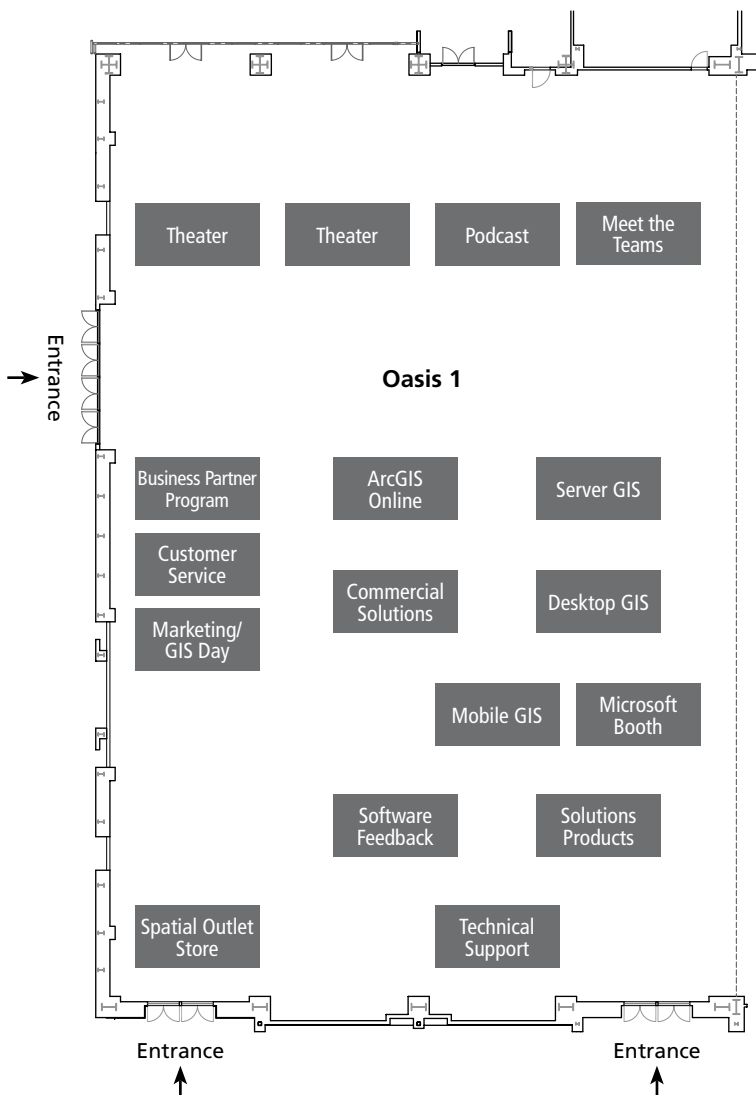 Theater
Theater
Podcast
Meet the
Teams
Entrance
Oasis 1
Business Partner
Program
ArcGIS
Online
Server GIS
Customer
Service
Commercial
Solutions
Desktop GIS
Marketing/
GIS Day
Mobile GIS
Microsoft
Booth
Software
Feedback
Solutions
Products
Spatial Outlet
Store
Technical
Support
Entrance
Entrance